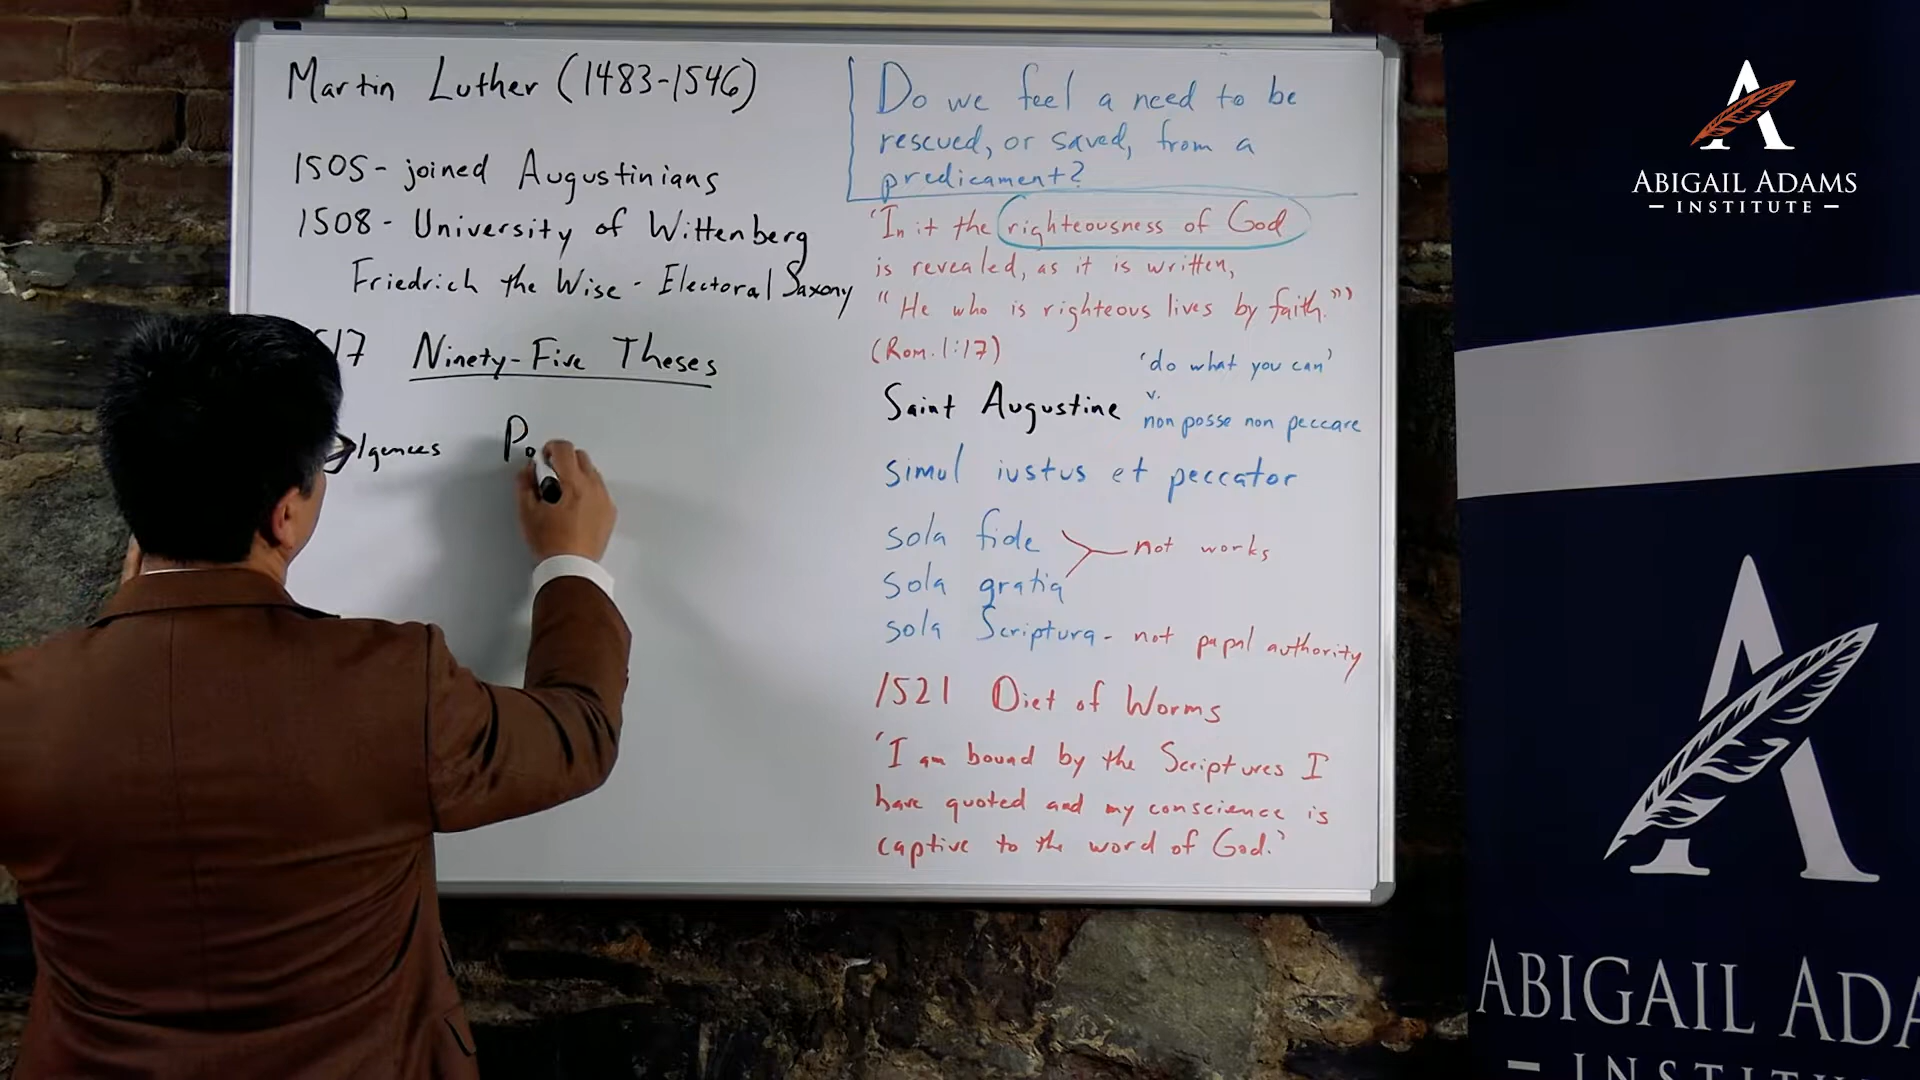 Martin Luther (1483-1546)
1505 - joined Augustinians
1508 - University of Wittenberg
Friedrich the Wise - Electoral Saxony
17 Ninety-Five Theses
lgences Po
Do we feel a need to be
rescued, or saved, from a
predicament?
'In it the righteousness of God
is revealed, as it is written,
"He who is righteous lives by faith."'
(Rom. 1:17)
'do what you can'
v.
Saint Augustine
non posse non peccare
simul iustus et peccator
sola fide
not works
sola gratia
sola Scriptura - not papal authority
1521 Diet of Worms
'I am bound by the Scriptures I
have quoted and my conscience is
captive to the word of God.'
ABIGAIL ADAMS
INSTITUTE
ABIGAIL ADA
INSTITU